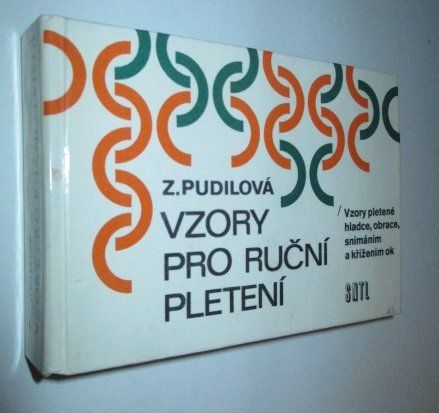 Z. PUDILOVÁ
VZORY
PRO RUČNÍ
PLETENÍ
/ Vzory pletené
hladce, obrace,
snímáním
a křížením ok
SNTL